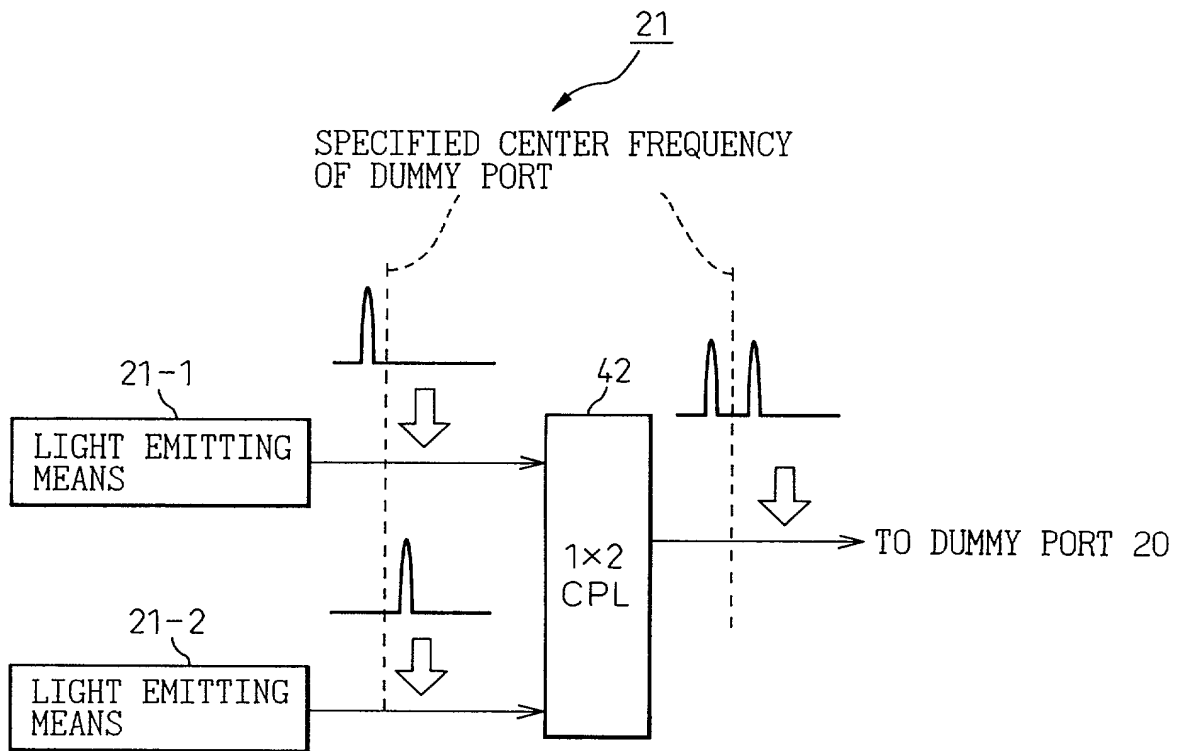 21
SPECIFIED CENTER FREQUENCY
OF DUMMY PORT
21-1
LIGHT EMITTING
MEANS
42
1×2
CPL
TO DUMMY PORT 20
21-2
LIGHT EMITTING
MEANS